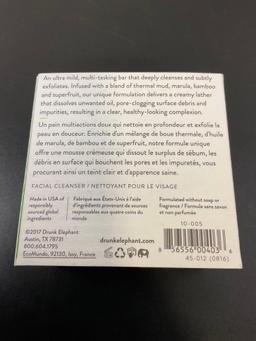 An ultra mild, multi-tasking bar that deeply cleanses and subtly
exfoliates. Infused with a blend of thermal mud, marula, bamboo
and superfruit, our unique formulation delivers a creamy lather
that dissolves unwanted oil, pore-clogging surface debris and
impurities, resulting in a clear, healthy-looking complexion.
Un pain multiactions doux qui nettoie en profondeur et exfolie la
peau en douceur. Enrichie d'un mélange de boue thermale, d'huile
de marula, de bambou et de superfruit, notre formule unique
offre une mousse crémeuse qui dissout le surplus de sébum, les
débris en surface qui bouchent les pores et les impuretés, vous
procurant ainsi un teint clair et d'apparence saine.
FACIAL CLEANSER / NETTOYANT POUR LE VISAGE
Made in USA of
responsibly
sourced global
ingredients
Fabriqué aux États-Unis à l'aide
d'ingrédients provenant de sources
responsables aux quatre coins du
monde
Formulated without soap or
fragrance / Formule sans savon
et non parfumée
©2017 Drunk Elephant
Austin, TX 78731
800.604.1795
EcoMundo, 92130, Issy, France
drunkelephant.com
10-005
8 56556 00403 6
45-012 (0816)